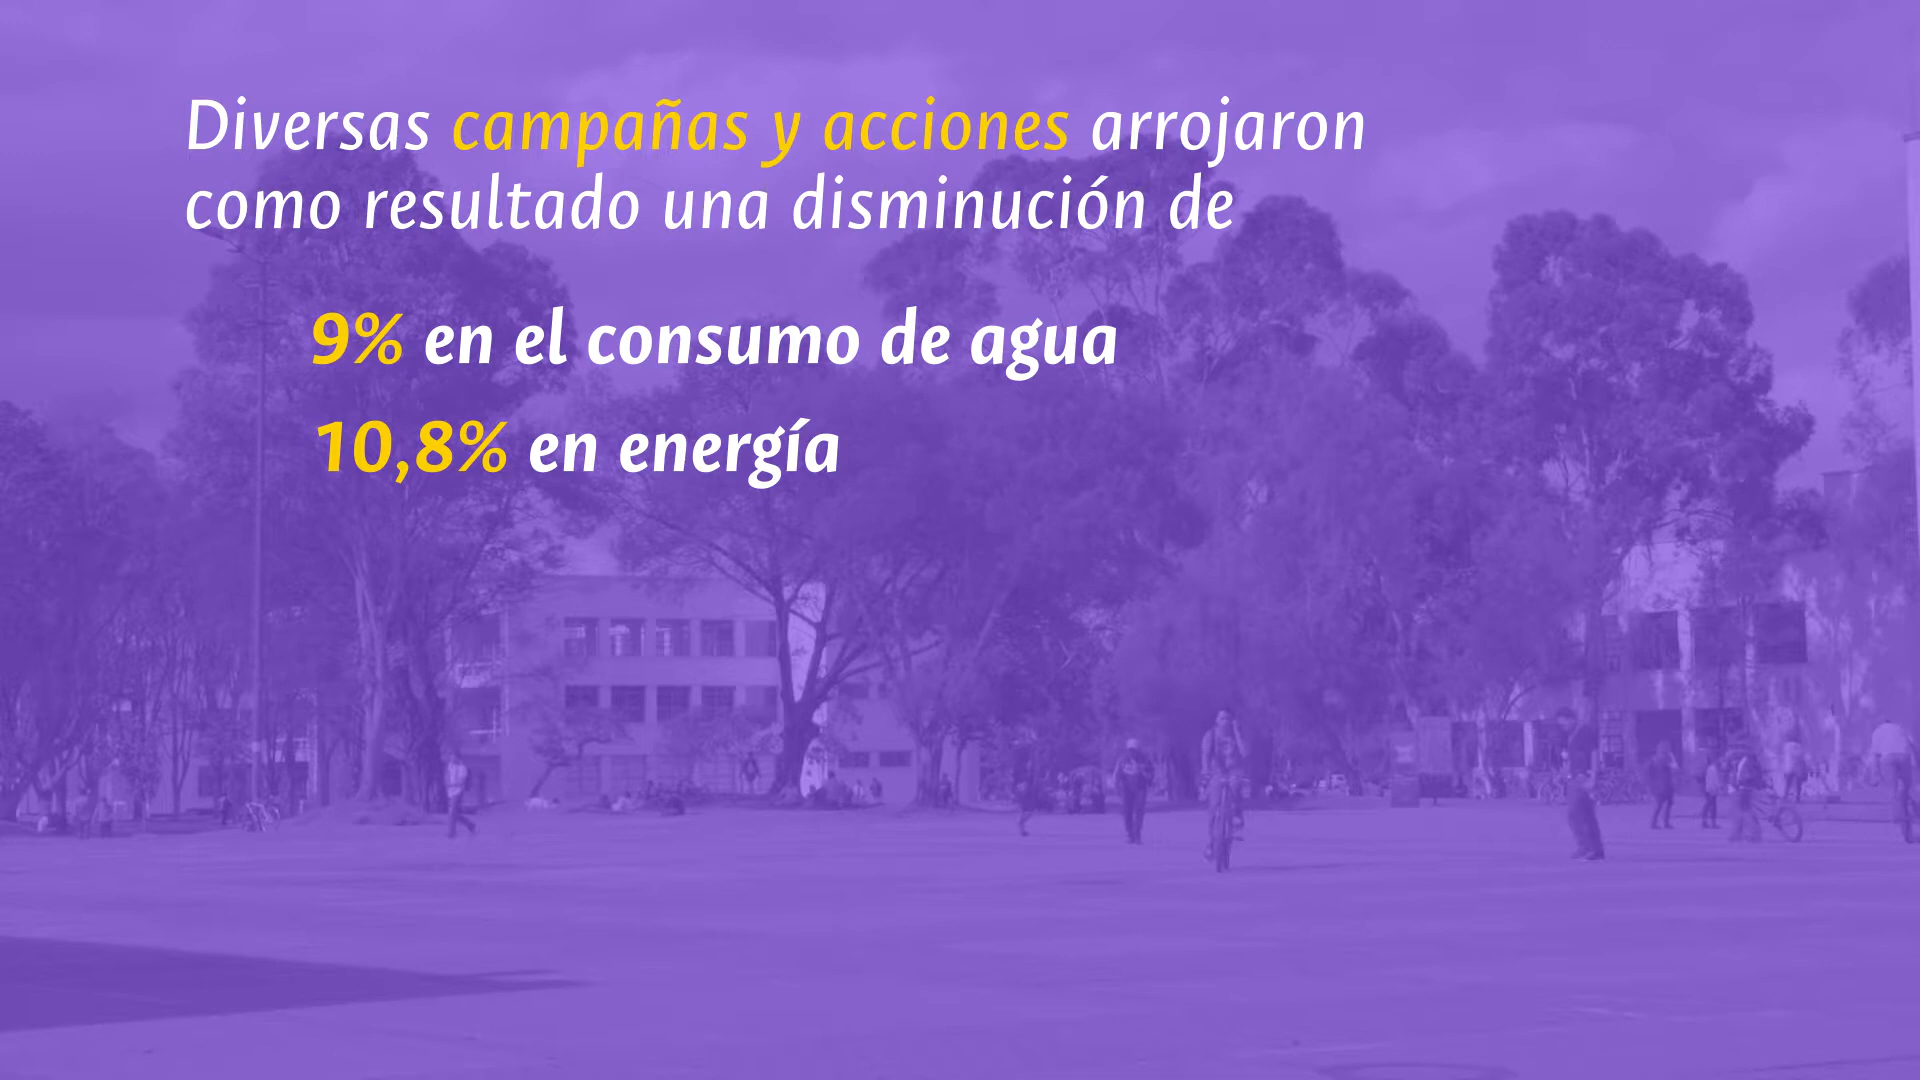 Diversas campañas y acciones arrojaron
como resultado una disminución de
9% en el consumo de agua
10,8% en energía